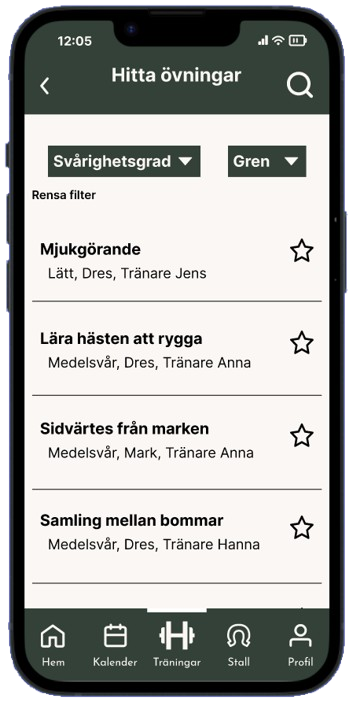 12:05
Hitta övningar
Svårighetsgrad Gren
Rensa filter
Mjukgörande
Lätt, Dres, Tränare Jens
Lära hästen att rygga
Medelsvår, Dres, Tränare Anna
Sidvärtes från marken
Medelsvår, Mark, Tränare Anna
Samling mellan bommar
Medelsvår, Dres, Tränare Hanna
Hem Kalender Träningar Stall Profil